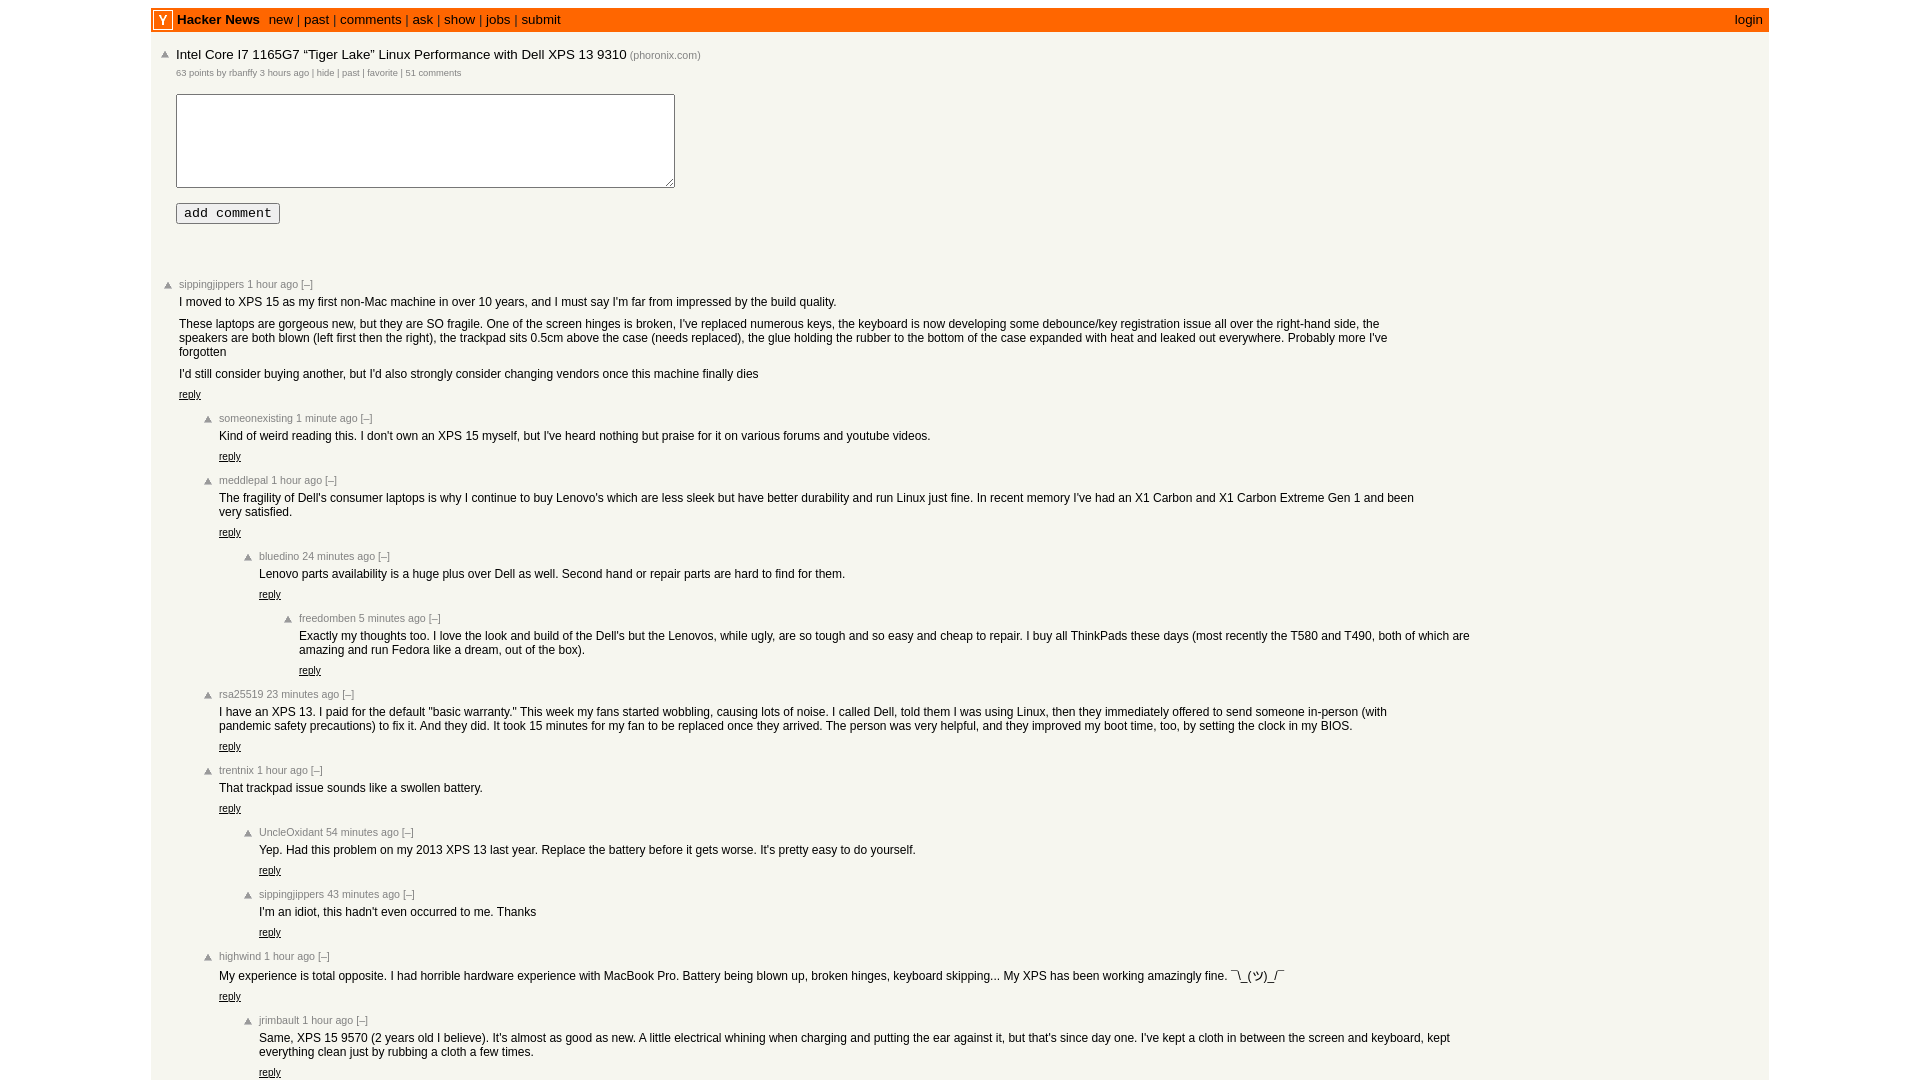 Y Hacker News new | past | comments | ask | show | jobs | submit login
Intel Core I7 1165G7 “Tiger Lake” Linux Performance with Dell XPS 13 9310 (phoronix.com)
63 points by rbanffy 3 hours ago | hide | past | favorite | 51 comments
add comment
sippingjippers 1 hour ago [–]
I moved to XPS 15 as my first non-Mac machine in over 10 years, and I must say I'm far from impressed by the build quality.
These laptops are gorgeous new, but they are SO fragile. One of the screen hinges is broken, I've replaced numerous keys, the keyboard is now developing some debounce/key registration issue all over the right-hand side, the
speakers are both blown (left first then the right), the trackpad sits 0.5cm above the case (needs replaced), the glue holding the rubber to the bottom of the case expanded with heat and leaked out everywhere. Probably more I've
forgotten
I'd still consider buying another, but I'd also strongly consider changing vendors once this machine finally dies
reply
someonexisting 1 minute ago [–]
Kind of weird reading this. I don't own an XPS 15 myself, but I've heard nothing but praise for it on various forums and youtube videos.
reply
meddlepal 1 hour ago [–]
The fragility of Dell's consumer laptops is why I continue to buy Lenovo's which are less sleek but have better durability and run Linux just fine. In recent memory I've had an X1 Carbon and X1 Carbon Extreme Gen 1 and been
very satisfied.
reply
bluedino 24 minutes ago [–]
Lenovo parts availability is a huge plus over Dell as well. Second hand or repair parts are hard to find for them.
reply
freedomben 5 minutes ago [–]
Exactly my thoughts too. I love the look and build of the Dell's but the Lenovos, while ugly, are so tough and so easy and cheap to repair. I buy all ThinkPads these days (most recently the T580 and T490, both of which are
amazing and run Fedora like a dream, out of the box).
reply
rsa25519 23 minutes ago [–]
I have an XPS 13. I paid for the default "basic warranty." This week my fans started wobbling, causing lots of noise. I called Dell, told them I was using Linux, then they immediately offered to send someone in-person (with
pandemic safety precautions) to fix it. And they did. It took 15 minutes for my fan to be replaced once they arrived. The person was very helpful, and they improved my boot time, too, by setting the clock in my BIOS.
reply
trentnix 1 hour ago [–]
That trackpad issue sounds like a swollen battery.
reply
UncleOxidant 54 minutes ago [–]
Yep. Had this problem on my 2013 XPS 13 last year. Replace the battery before it gets worse. It's pretty easy to do yourself.
reply
sippingjippers 43 minutes ago [–]
I'm an idiot, this hadn't even occurred to me. Thanks
reply
highwind 1 hour ago [–]
My experience is total opposite. I had horrible hardware experience with MacBook Pro. Battery being blown up, broken hinges, keyboard skipping... My XPS has been working amazingly fine. ¯\_(ツ)_/¯
reply
jrimbault 1 hour ago [–]
Same, XPS 15 9570 (2 years old I believe). It's almost as good as new. A little electrical whining when charging and putting the ear against it, but that's since day one. I've kept a cloth in between the screen and keyboard, kept
everything clean just by rubbing a cloth a few times.
reply